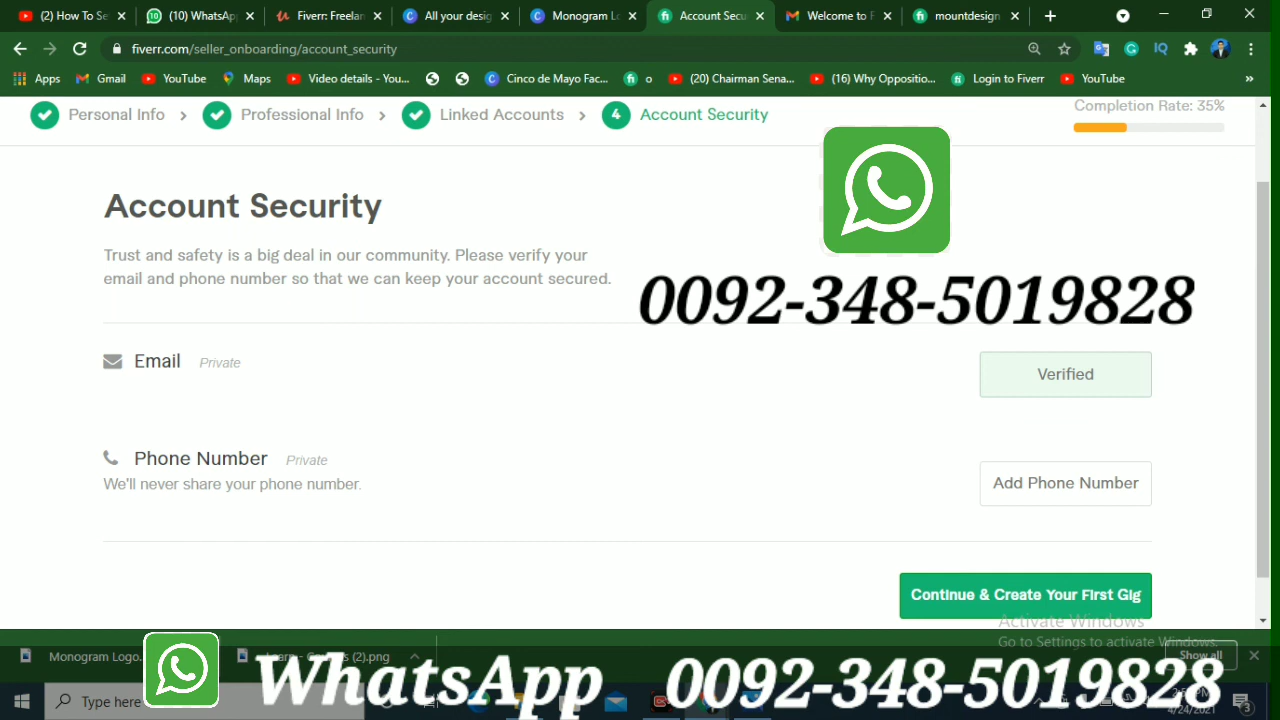 (2) How To Se
(10) WhatsAp
Fiverr: Freelan
All your desig
Monogram Lo
Account Secu
Welcome to F
mountdesign
fiverr.com/seller_onboarding/account_security
Apps
Gmail
YouTube
Maps
Video details - You...
Cinco de Mayo Fac...
o
(20) Chairman Sena...
(16) Why Oppositio...
Login to Fiverr
YouTube
»
Personal Info
Professional Info
Linked Accounts
4 Account Security
Completion Rate: 35%
Account Security
Trust and safety is a big deal in our community. Please verify your
email and phone number so that we can keep your account secured.
0092-348-5019828
Email Private
Verified
Phone Number Private
We'll never share your phone number.
Add Phone Number
Continue & Create Your First Gig
Activate Windows
Go to Settings to activate Windows.
Monogram Logo.
(2).png
Show all
Type here
WhatsApp 0092-348-5019828
4/24/2021
3